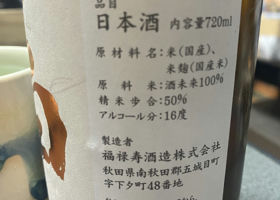 品目
日本酒 内容量720ml
原材料名:米(国産)、
米麹(国産米)
原料米:酒未来100%
精米歩合:50%
アルコール分:16度
製造者
福禄寿酒造株式会社
秋田県南秋田郡五城目町
字下夕町48番地